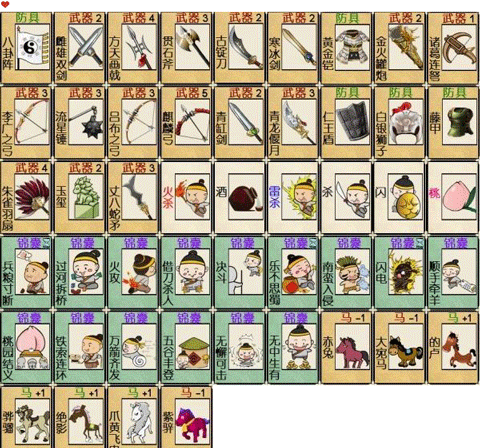 防具 八卦阵
武器2 雌雄双剑
武器4 方天画戟
武器3 贯石斧
武器2 古锭刀
武器2 寒冰剑
防具 黄金铠
武器2 金火罐炮
武器1 诸葛连弩
武器5 李广之弓
武器3 流星锤
武器3 吕布之弓
武器5 麒麟弓
武器2 青缸剑
武器3 青龙偃月
防具 仁王盾
防具 白银狮子
防具 藤甲
武器4 朱雀羽扇
武器2 玉玺
武器3 丈八蛇矛
火杀
酒
雷杀
杀
闪
桃
锦囊 兵粮寸断
锦囊 过河拆桥
锦囊 火攻
锦囊 借刀杀人
锦囊 决斗
锦囊 乐不思蜀
锦囊 南蛮入侵
锦囊 闪电
锦囊 顺手牵羊
锦囊 桃园结义
锦囊 铁索连环
锦囊 万箭齐发
锦囊 五谷丰登
锦囊 无懈可击
锦囊 无中生有
马-1 赤兔
马-1 大宛马
马+1 的卢
马+1 骅骝
马+1 绝影
马+1 爪黄飞
马-1 紫骍